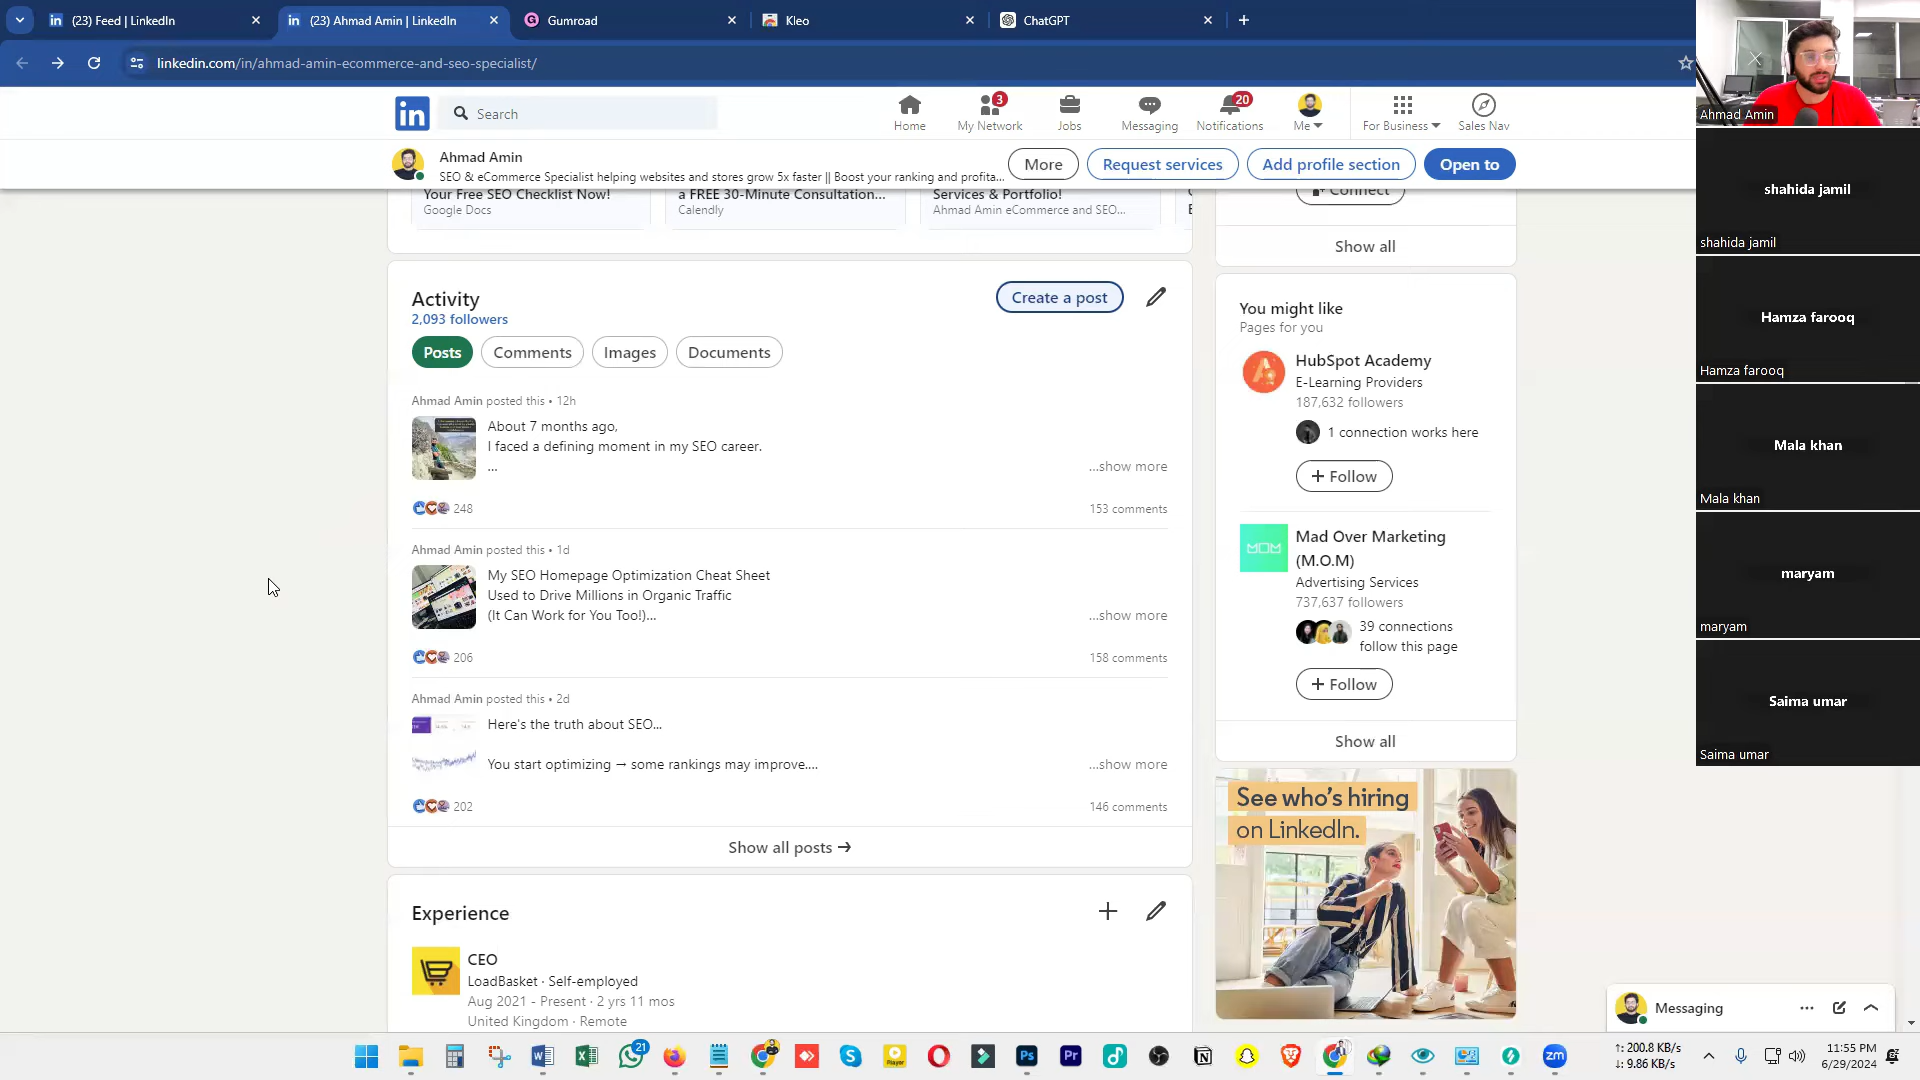 (23) Feed | LinkedIn
(23) Ahmad Amin | LinkedIn
Gumroad
Kleo
ChatGPT
linkedin.com/in/ahmad-amin-ecommerce-and-seo-specialist/
in
Search
Home
3
My Network
Jobs
Messaging
20
Notifications
Me
For Business
Sales Nav
Ahmad Amin
SEO & eCommerce Specialist helping websites and stores grow 5x faster || Boost your ranking and profita...
More
Request services
Add profile section
Open to
Your Free SEO Checklist Now!
Google Docs
a FREE 30-Minute Consultation...
Calendly
Services & Portfolio!
Ahmad Amin eCommerce and SEO...
Connect
Show all
Activity
2,093 followers
Create a post
Posts
Comments
Images
Documents
Ahmad Amin posted this • 12h
About 7 months ago,
I faced a defining moment in my SEO career.
...
...show more
248
153 comments
Ahmad Amin posted this • 1d
My SEO Homepage Optimization Cheat Sheet
Used to Drive Millions in Organic Traffic
(It Can Work for You Too!)...
...show more
206
158 comments
Ahmad Amin posted this • 2d
Here's the truth about SEO...
You start optimizing → some rankings may improve....
...show more
202
146 comments
Show all posts →
Experience
CEO
LoadBasket · Self-employed
Aug 2021 - Present · 2 yrs 11 mos
United Kingdom · Remote
You might like
Pages for you
HubSpot Academy
E-Learning Providers
187,632 followers
1 connection works here
+ Follow
MOM
Mad Over Marketing
(M.O.M)
Advertising Services
737,637 followers
39 connections
follow this page
+ Follow
Show all
See who's hiring
on LinkedIn.
Messaging
Ahmad Amin
shahida jamil
shahida jamil
Hamza farooq
Hamza farooq
Mala khan
Mala khan
maryam
maryam
Saima umar
Saima umar
21
Player
Ps
Pr
zm
↑: 200.8 KB/s
↓: 9.86 KB/s
11:55 PM
6/29/2024